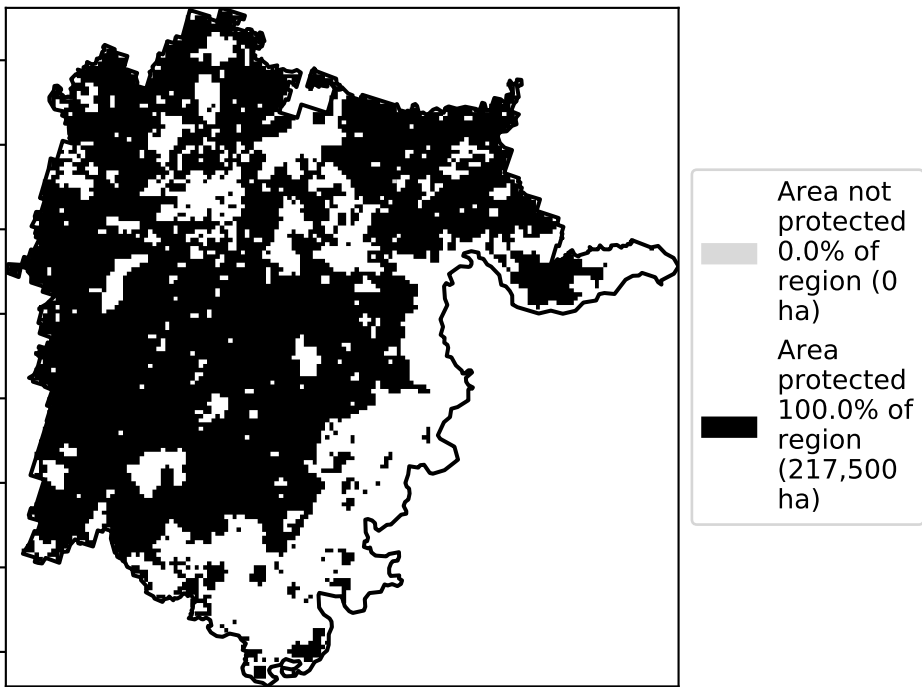 Area not
protected
0.0% of
region (0
ha)
Area
protected
100.0% of
region
(217,500
ha)